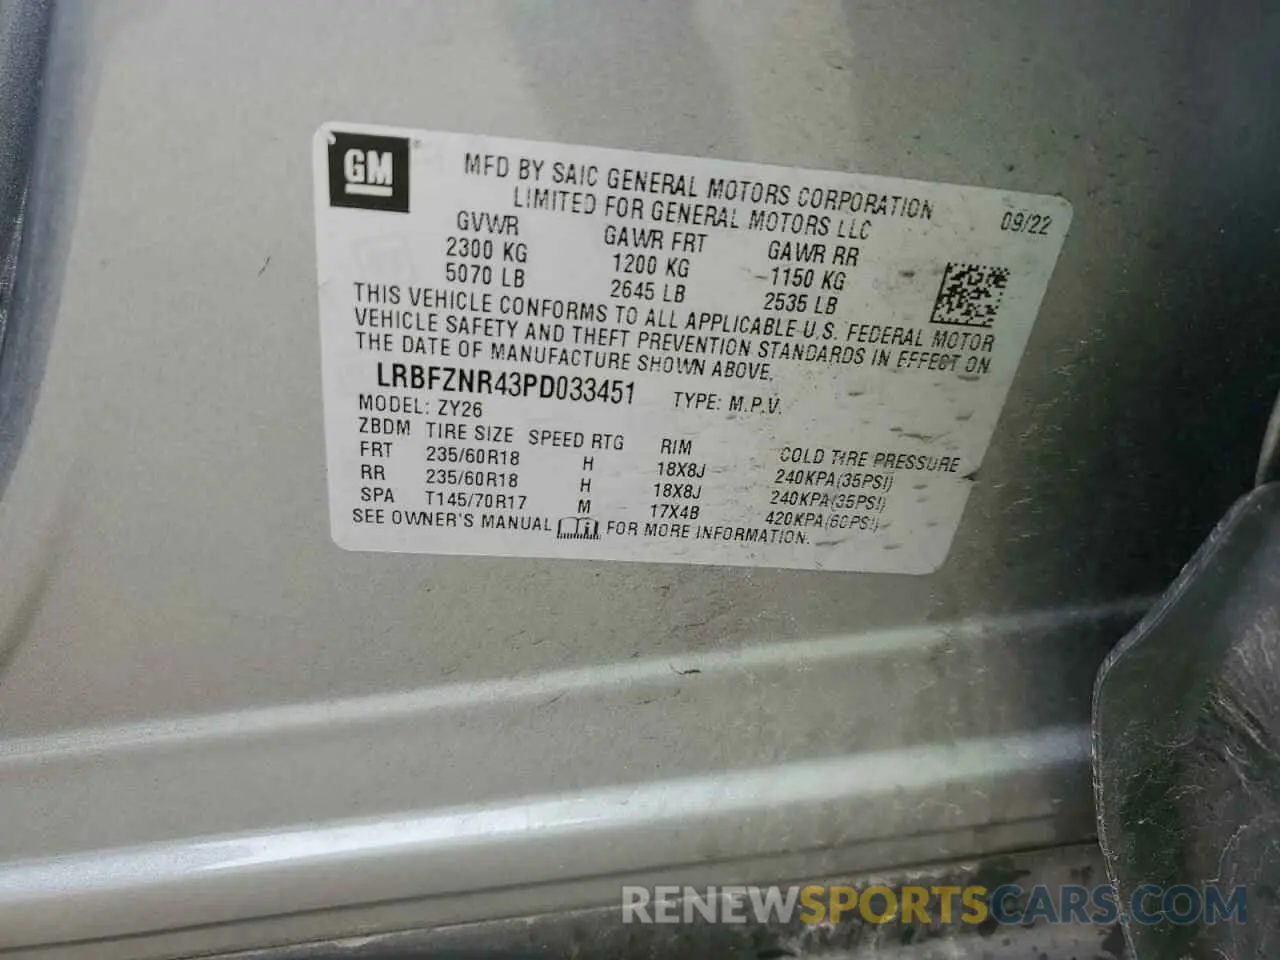 GM
MFD BY SAIC GENERAL MOTORS CORPORATION
LIMITED FOR GENERAL MOTORS LLC
09/22
GVWR GAWR FRT GAWR RR
2300 KG 1200 KG 1150 KG
5070 LB 2645 LB 2535 LB
THIS VEHICLE CONFORMS TO ALL APPLICABLE U.S. FEDERAL MOTOR
VEHICLE SAFETY AND THEFT PREVENTION STANDARDS IN EFFECT ON
THE DATE OF MANUFACTURE SHOWN ABOVE.
LRBFZNR43PD033451 TYPE: M.P.V.
MODEL: ZY26
ZBDM TIRE SIZE SPEED RTG RIM COLD TIRE PRESSURE
FRT 235/60R18 H 18X8J 240KPA(35PSI)
RR 235/60R18 H 18X8J 240KPA(35PSI)
SPA T145/70R17 M 17X4B 420KPA(60PSI)
SEE OWNER'S MANUAL FOR MORE INFORMATION.
RENEWSPORTSCARS.COM